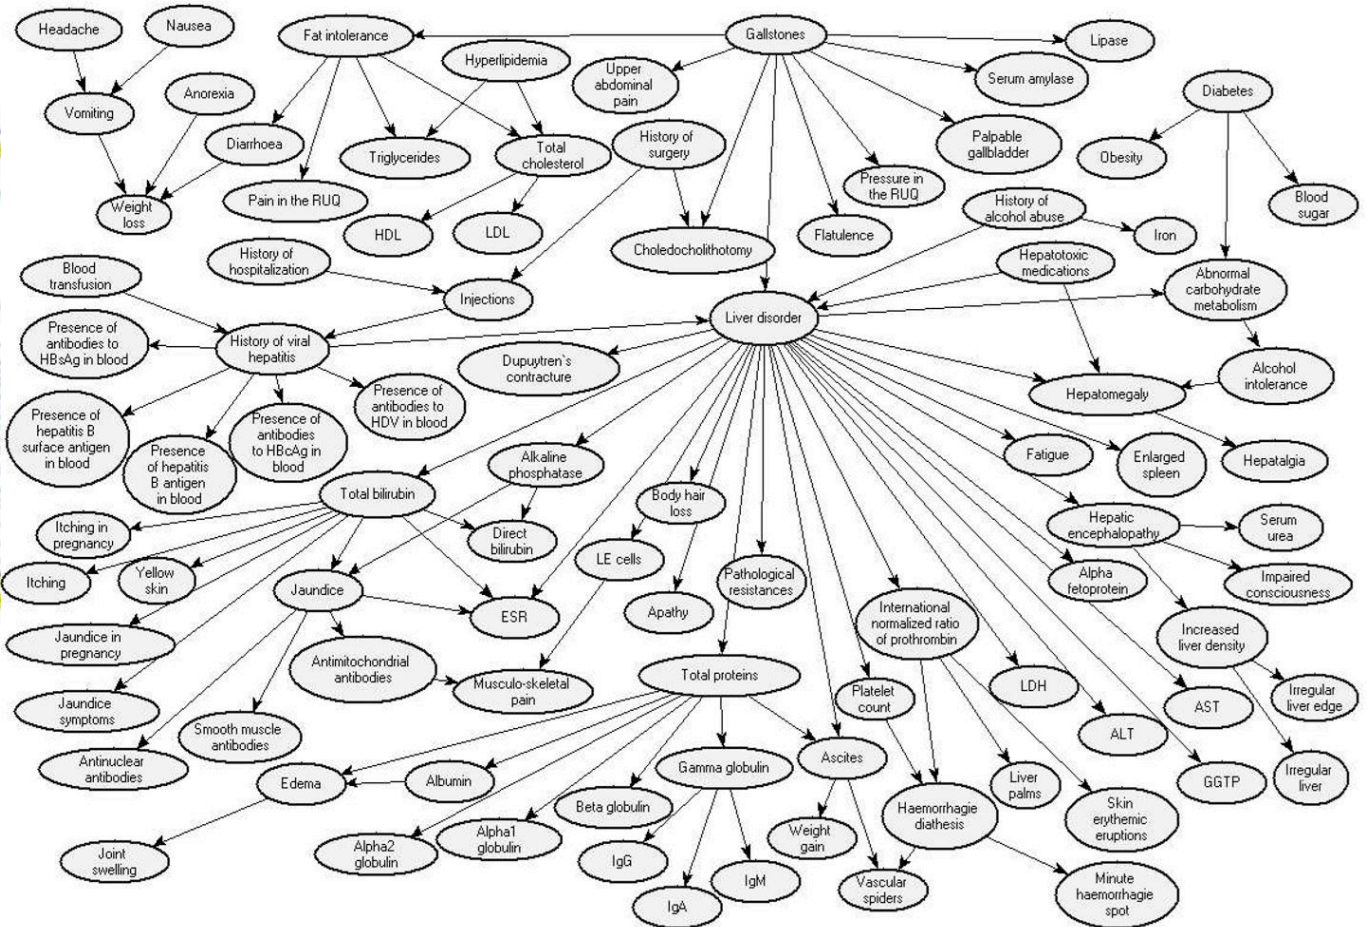 Headache
Nausea
Fat intolerance
Gallstones
Lipase
Hyperlipidemia
Upper
abdominal
pain
Serum amylase
Diabetes
Vomiting
Anorexia
Diarrhoea
Triglycerides
Total
cholesterol
History of
surgery
Palpable
gallbladder
Obesity
Pressure in
the RUQ
Blood
sugar
Weight
loss
Pain in the RUQ
HDL
LDL
Choledocholithotomy
Flatulence
History of
alcohol abuse
Iron
Blood
transfusion
History of
hospitalization
Injections
Hepatotoxic
medications
Abnormal
carbohydrate
metabolism
Liver disorder
Presence of
antibodies to
HBsAg in blood
History of viral
hepatitis
Dupuytren`s
contracture
Alcohol
intolerance
Hepatomegaly
Presence of
hepatitis B
surface antigen
in blood
Presence
of hepatitis
B antigen
in blood
Presence of
antibodies
to HBcAg in
blood
Presence of
antibodies to
HDV in blood
Alkaline
phosphatase
Fatigue
Enlarged
spleen
Hepatalgia
Total bilirubin
Body hair
loss
Itching in
pregnancy
Direct
bilirubin
Hepatic
encephalopathy
Serum
urea
Itching
Yellow
skin
Jaundice
LE cells
Pathological
resistances
Alpha
fetoprotein
Impaired
consciousness
ESR
Apathy
International
normalized ratio
of prothrombin
Increased
liver density
Jaundice in
pregnancy
Antimitochondrial
antibodies
Musculo-skeletal
pain
Total proteins
Platelet
count
LDH
Irregular
liver edge
Jaundice
symptoms
Smooth muscle
antibodies
AST
ALT
Antinuclear
antibodies
Edema
Albumin
Gamma globulin
Ascites
Liver
palms
GGTP
Irregular
liver
Beta globulin
Haemorrhagie
diathesis
Skin
erythemic
eruptions
Joint
swelling
Alpha2
globulin
Alpha1
globulin
IgG
IgM
IgA
Weight
gain
Vascular
spiders
Minute
haemorrhagie
spot